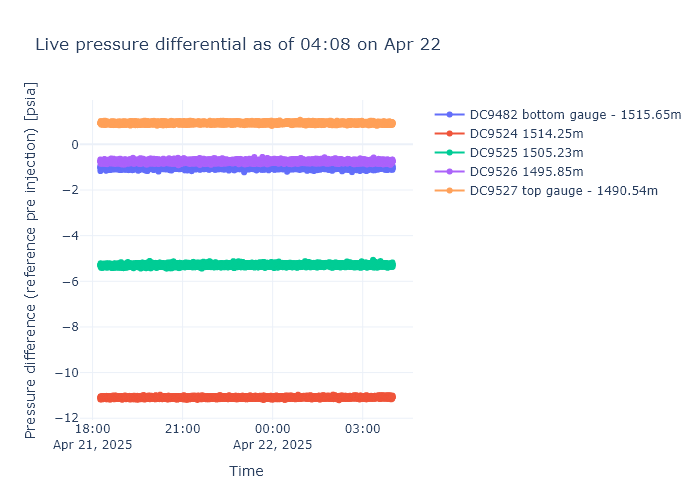 Live pressure differential as of 04:08 on Apr 22
Pressure difference (reference pre injection) [psia]
0
−2
−4
−6
−8
−10
−12
18:00
Apr 21, 2025
21:00
00:00
Apr 22, 2025
03:00
Time
DC9482 bottom gauge - 1515.65m
DC9524 1514.25m
DC9525 1505.23m
DC9526 1495.85m
DC9527 top gauge - 1490.54m